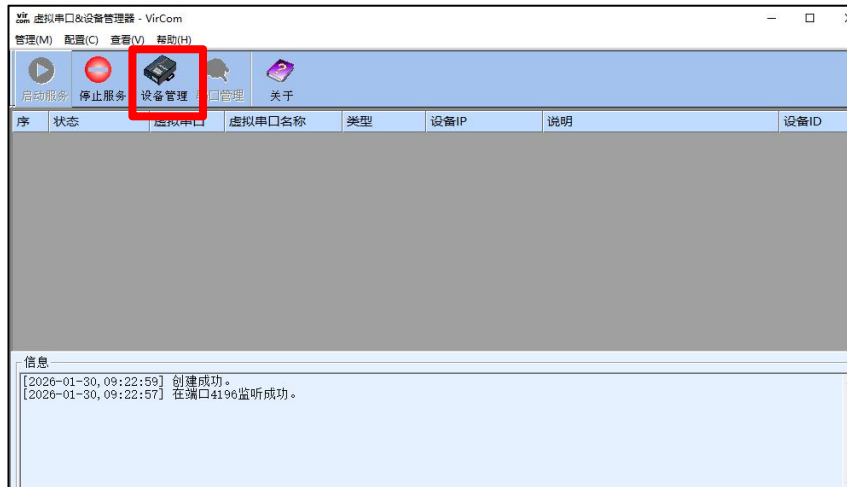 Vir com 虚拟串口&设备管理器 - VirCom
管理(M) 配置(C) 查看(V) 帮助(H)
启动服务 停止服务 设备管理 口管理 关于
序 状态 虚拟串口 虚拟串口名称 类型 设备IP 说明 设备ID
信息
[2026-01-30,09:22:59] 创建成功。
[2026-01-30,09:22:57] 在端口4196监听成功。